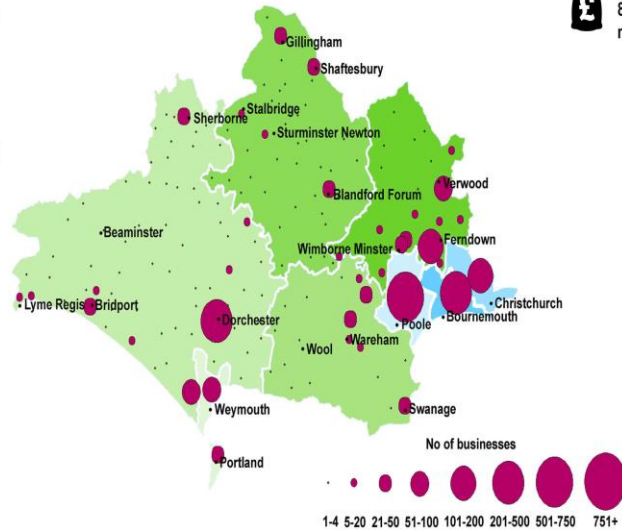 £
Gillingham
Shaftesbury
Stalbridge
Sherborne
Sturminster Newton
Verwood
Blandford Forum
Beaminster
Ferndown
Wimborne Minster
Lyme Regis
Bridport
Christchurch
Dorchester
Bournemouth
Poole
Wareham
Wool
Weymouth
Swanage
No of businesses
Portland
1-4 5-20 21-50 51-100 101-200 201-500 501-750 751+